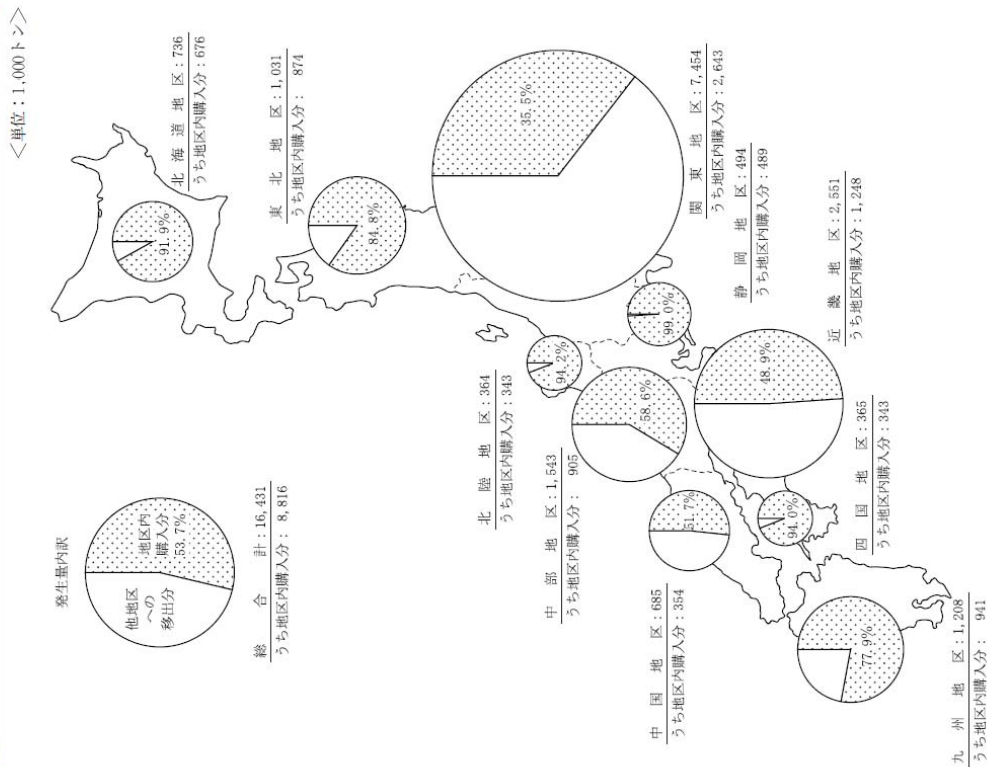 <単位：1,000トン>
発生量内訳
他地区
への
移出分
地区内
購入分
53.7%
総合計：16,431
うち地区内購入分：8,816
北海道地区：736
うち地区内購入分：676
91.9%
東北地区：1,031
うち地区内購入分：874
84.8%
関東地区：7,454
うち地区内購入分：2,643
35.5%
静岡地区：494
うち地区内購入分：489
99.0%
北陸地区：364
うち地区内購入分：343
94.2%
中部地区：1,543
うち地区内購入分：905
58.6%
近畿地区：2,551
うち地区内購入分：1,248
48.9%
中国地区：685
うち地区内購入分：354
51.7%
四国地区：365
うち地区内購入分：343
94.0%
九州地区：1,208
うち地区内購入分：941
77.9%